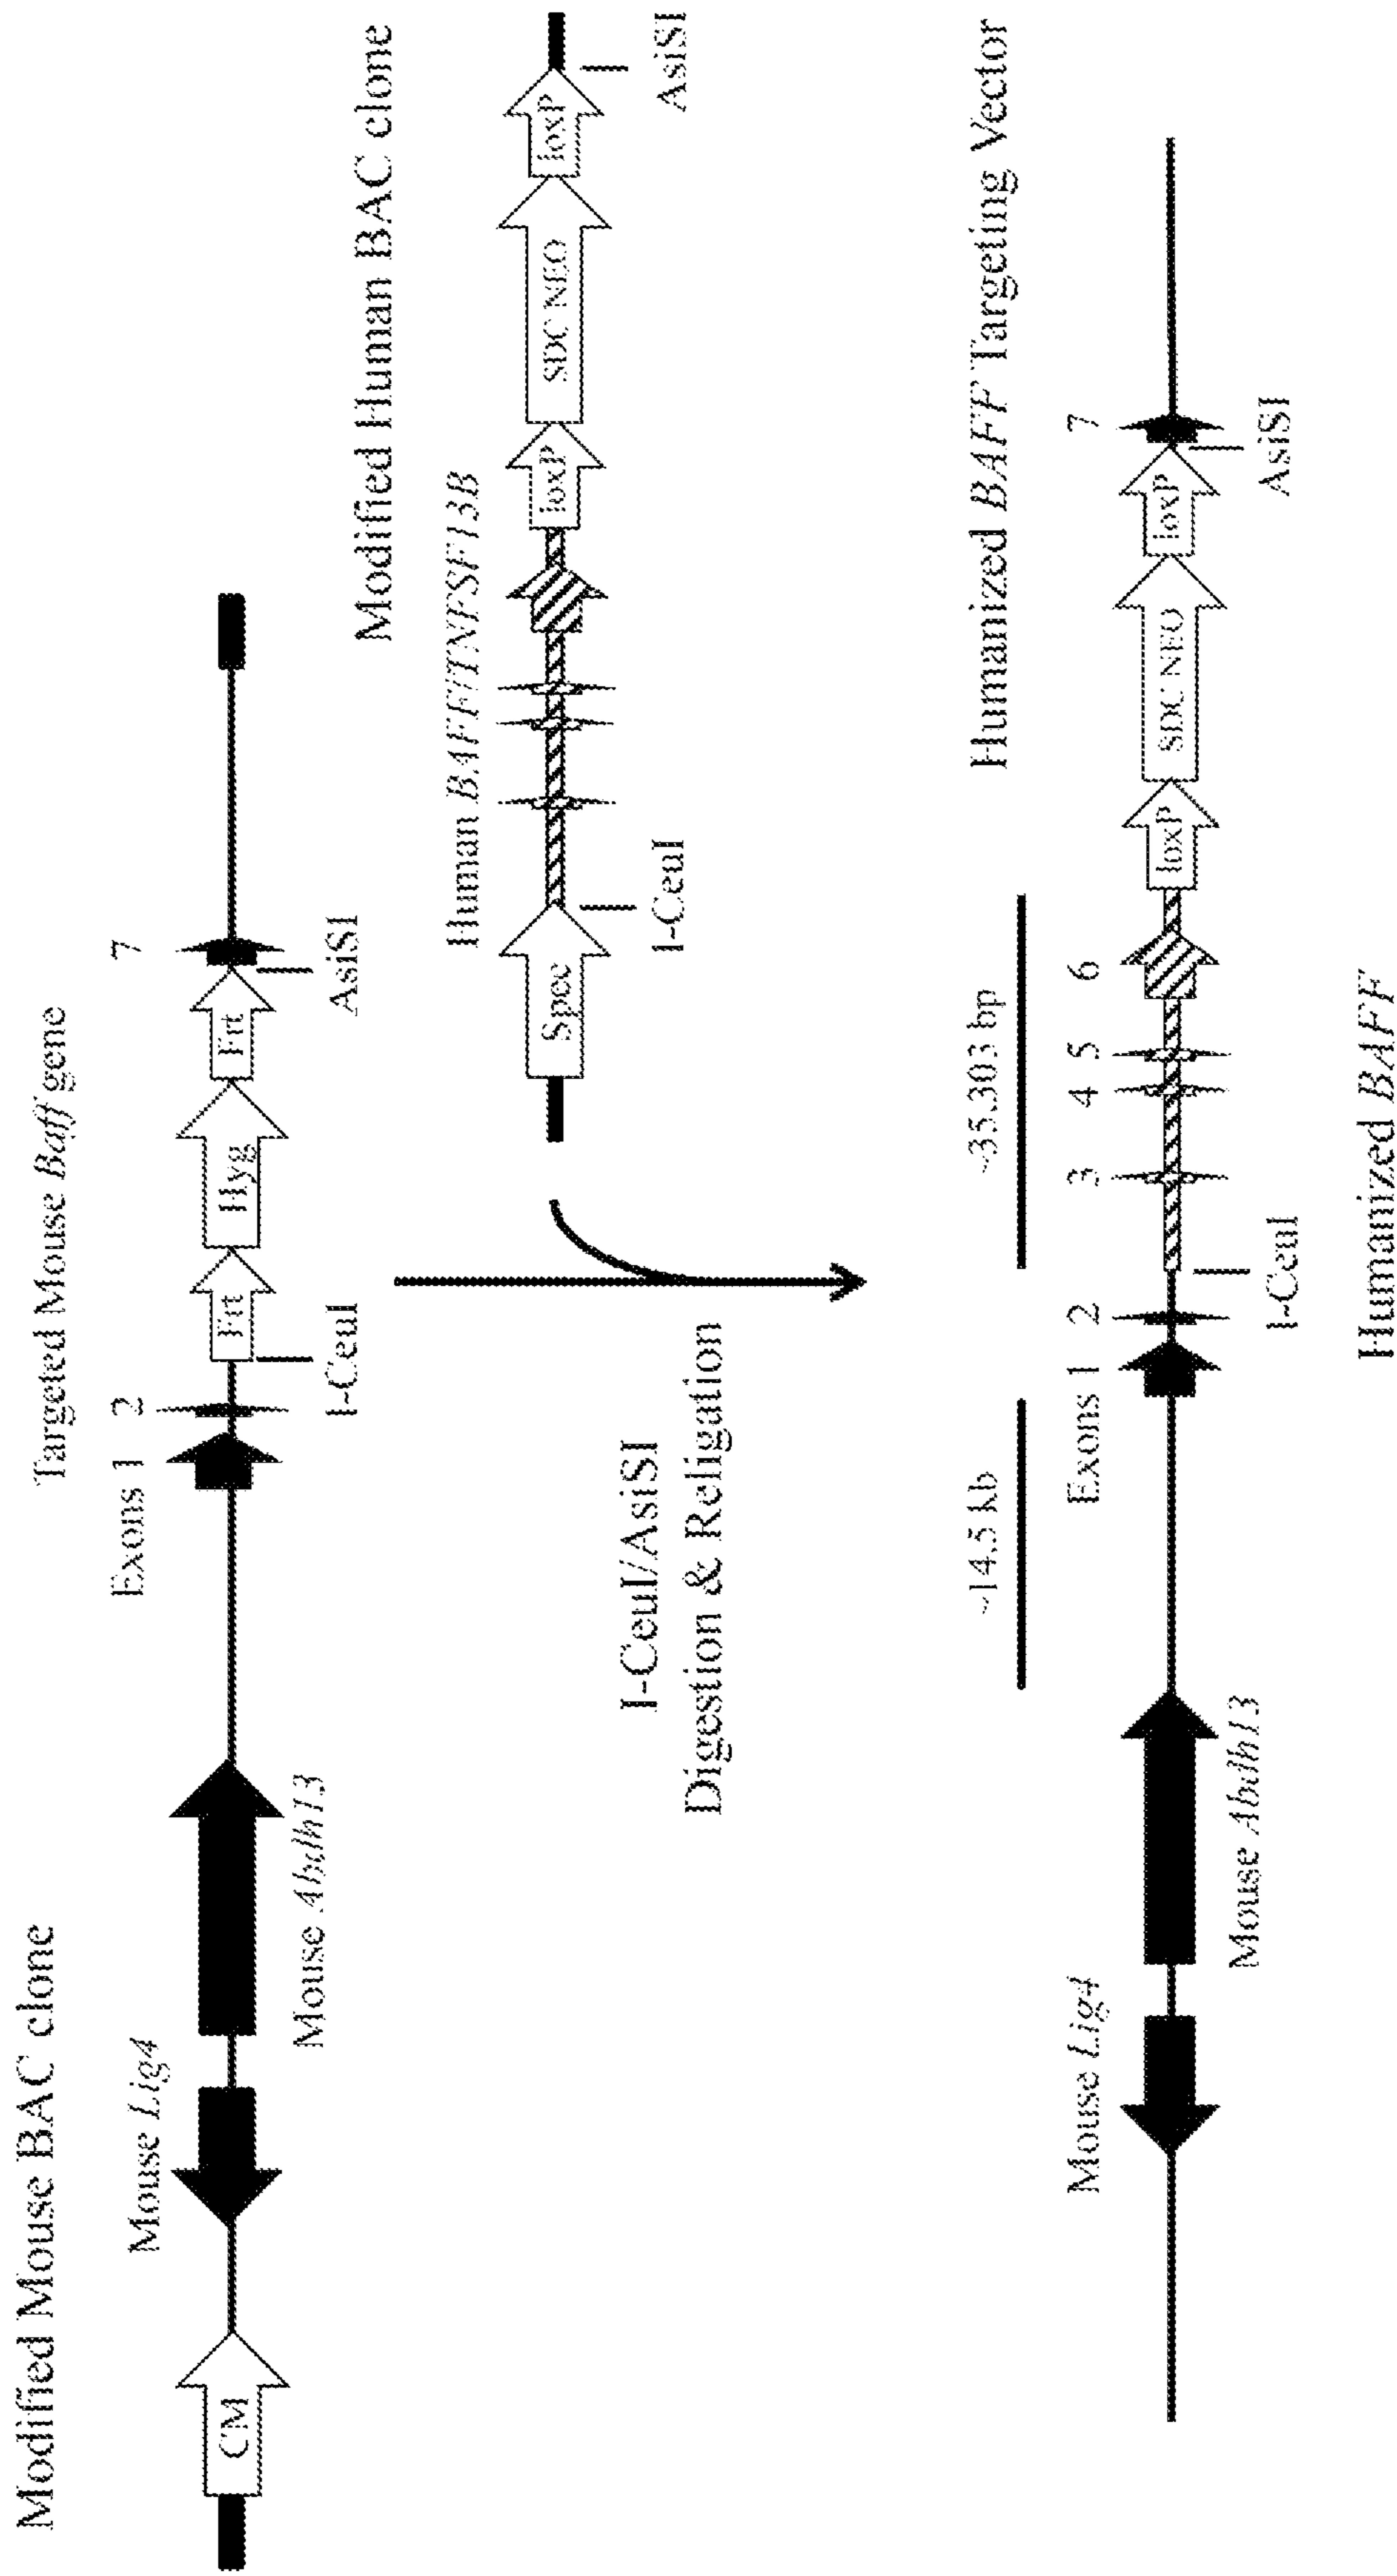 Modified Mouse BAC clone
Targeted Mouse Baff gene
Mouse Lig4
Exons 1
2
7
CM
Frt
Hyg
Frt
Mouse Abdh13
I-CeuI
AsiSI
Modified Human BAC clone
Human BAFF/TNFSF13B
Spec
loxP
SDC NEO
loxP
I-CeuI
AsiSI
I-CeuI/AsiSI
Digestion & Religation
Humanized BAFF Targeting Vector
~14.5 kb
~35.303 bp
Mouse Lig4
Exons 1
2
3
4
5
6
7
loxP
SDC NEO
loxP
Mouse Abdh13
I-CeuI
AsiSI
Humanized BAFF